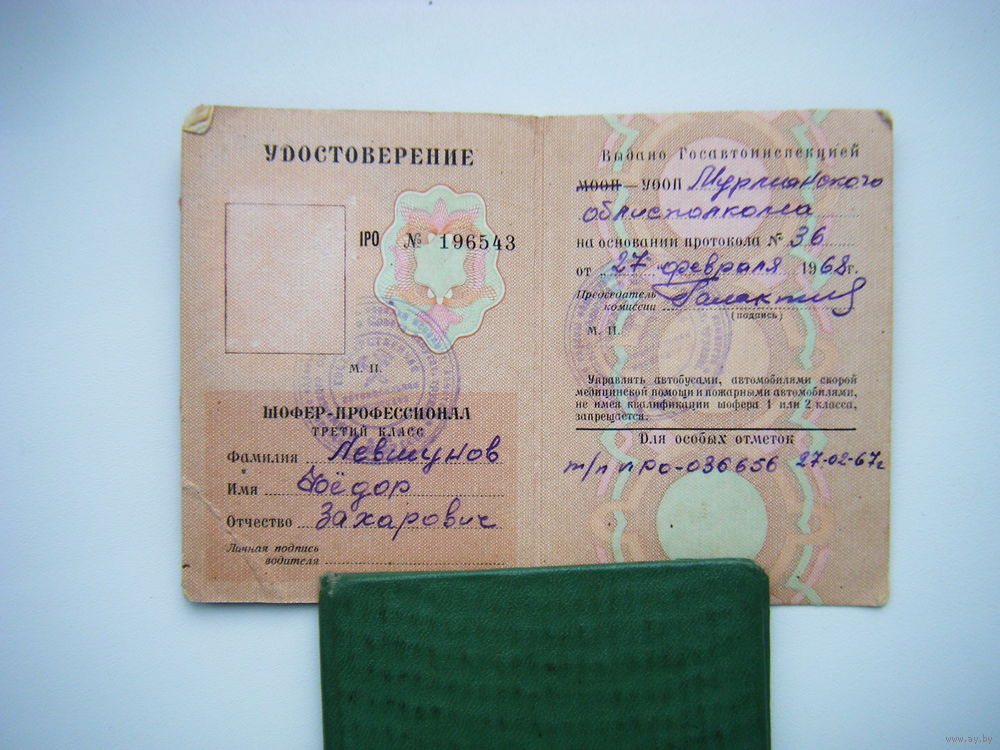 УДОСТОВЕРЕНИЕ
IРО № 196543
М. П.
ШОФЕР-ПРОФЕССИОНАЛ
ТРЕТИЙ КЛАСС
Фамилия Левшунов
Имя Фёдор
Отчество Захарович
Личная подпись
водителя
Выдано Госавтоинспекцией
МООП — УООП Мурманского
облисполкома
на основании протокола № 36
от „27" февраля 1968г.
Председатель
комиссии
(подпись)
М. П.
Управлять автобусами, автомобилями скорой
медицинской помощи и пожарными автомобилями,
не имея квалификации шофера 1 или 2 класса,
запрещается.
Для особых отметок
т/п ПРО-036656 27-02-67г
www.ay.by